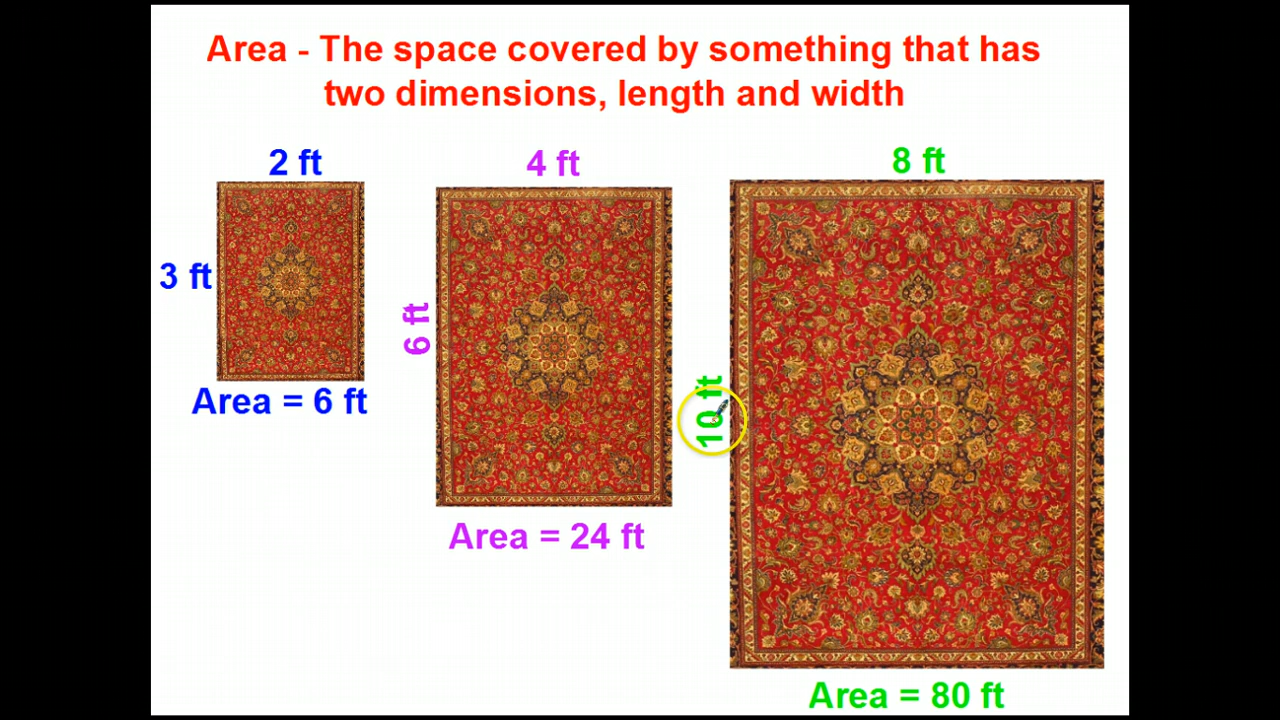 Area - The space covered by something that has
two dimensions, length and width
2 ft
3 ft
Area = 6 ft
4 ft
6 ft
Area = 24 ft
8 ft
10 ft
Area = 80 ft